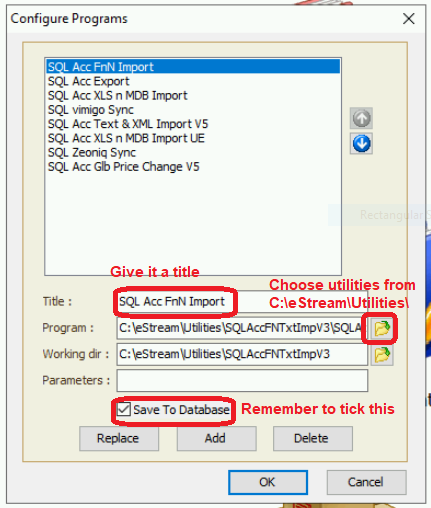 Configure Programs
SQL Acc FnN Import
SQL Acc Export
SQL Acc XLS n MDB Import
SQL vimigo Sync
SQL Acc Text & XML Import V5
SQL Acc XLS n MDB Import UE
SQL Zeoniq Sync
SQL Acc Glb Price Change V5
Rectangular
Give it a title
Choose utilities from
C:\eStream\Utilities\
Title : SQL Acc FnN Import
Program : C:\eStream\Utilities\SQLAccFNTxtImpV3\SQLA
Working dir : C:\eStream\Utilities\SQLAccFNTxtImpV3
Parameters :
Save To Database Remember to tick this
Replace Add Delete
OK Cancel